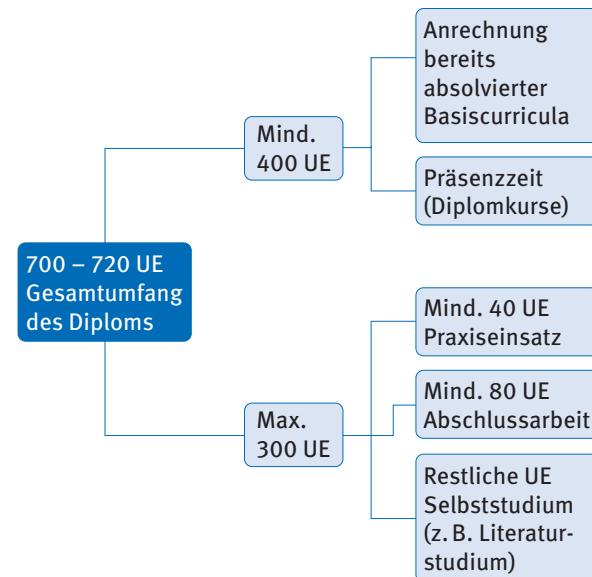 700 – 720 UE
Gesamtumfang
des Diploms
Mind.
400 UE
Anrechnung
bereits
absolvierter
Basiscurricula
Präsenzzeit
(Diplomkurse)
Max.
300 UE
Mind. 40 UE
Praxiseinsatz
Mind. 80 UE
Abschlussarbeit
Restliche UE
Selbststudium
(z. B. Literatur-
studium)